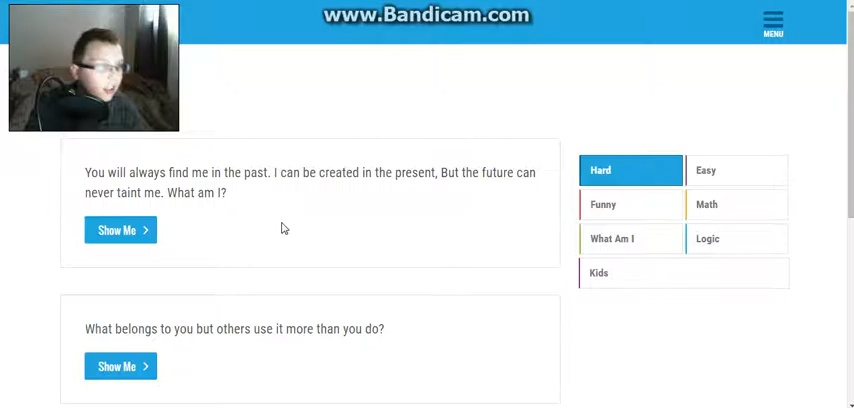 www.Bandicam.com
MENU
You will always find me in the past. I can be created in the present, But the future can
never taint me. What am I?
Show Me
What belongs to you but others use it more than you do?
Show Me
Hard
Easy
Funny
Math
What Am I
Logic
Kids